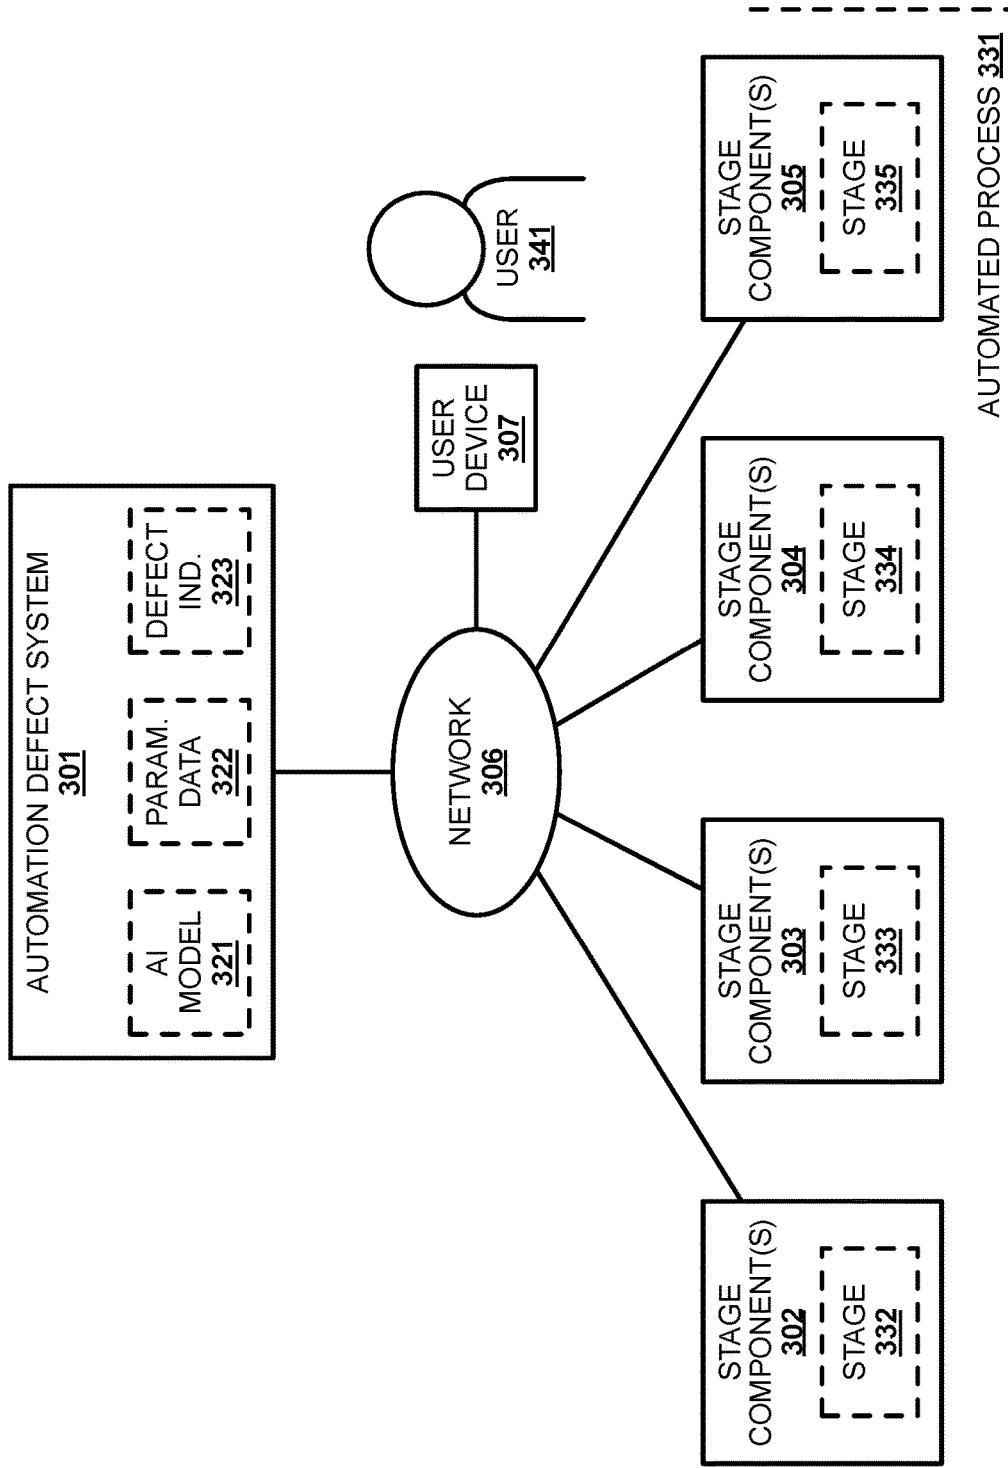 AUTOMATION DEFECT SYSTEM
301
AI
MODEL
321
PARAM.
DATA
322
DEFECT
IND.
323
NETWORK
306
USER
DEVICE
307
USER
341
STAGE
COMPONENT(S)
302
STAGE
332
STAGE
COMPONENT(S)
303
STAGE
333
STAGE
COMPONENT(S)
304
STAGE
334
STAGE
COMPONENT(S)
305
STAGE
335
AUTOMATED PROCESS 331